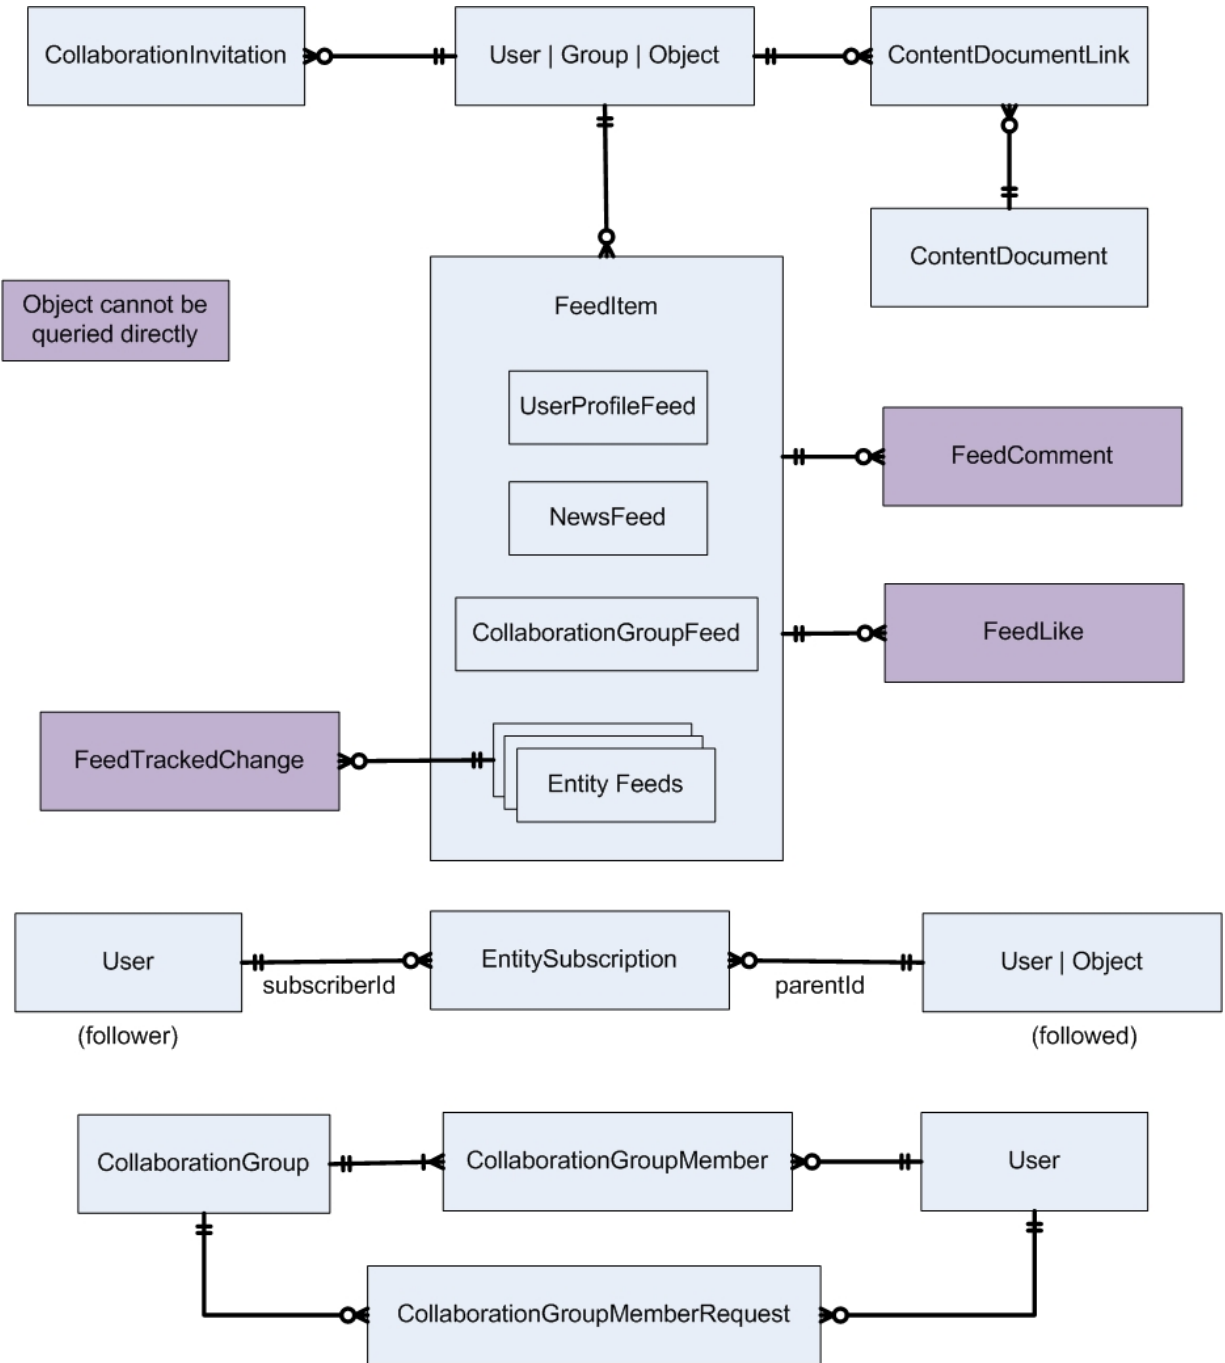 CollaborationInvitation
User | Group | Object
ContentDocumentLink
ContentDocument
Object cannot be
queried directly
FeedItem
UserProfileFeed
NewsFeed
CollaborationGroupFeed
Entity Feeds
FeedComment
FeedLike
FeedTrackedChange
User
(follower)
subscriberId
EntitySubscription
parentId
User | Object
(followed)
CollaborationGroup
CollaborationGroupMember
User
CollaborationGroupMemberRequest